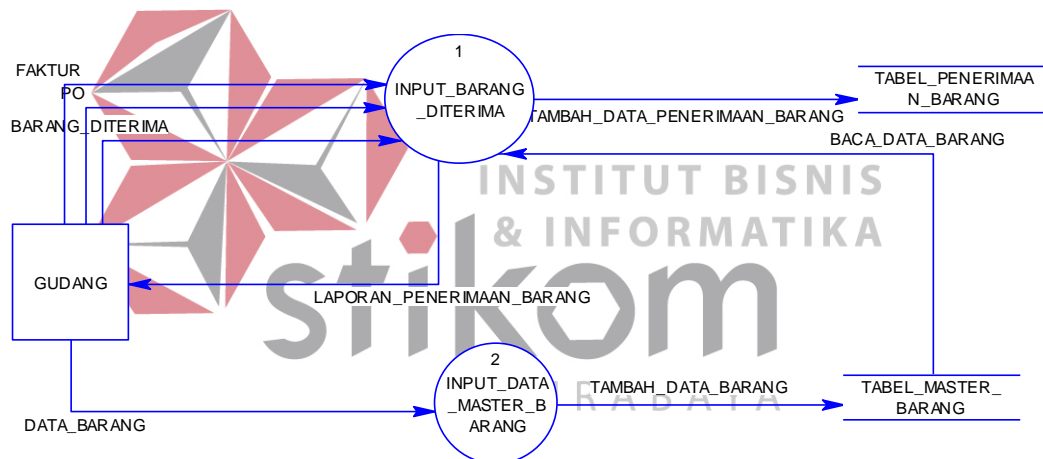 1
INPUT_BARANG
_DITERIMA
FAKTUR
PO
BARANG_DITERIMA
TABEL_PENERIMAA
N_BARANG
TAMBAH_DATA_PENERIMAAN_BARANG
BACA_DATA_BARANG
INSTITUT BISNIS
& INFORMATIKA
stikom
SURABAYA
GUDANG
LAPORAN_PENERIMAAN_BARANG
2
INPUT_DATA
_MASTER_B
ARANG
TAMBAH_DATA_BARANG
TABEL_MASTER_
BARANG
DATA_BARANG